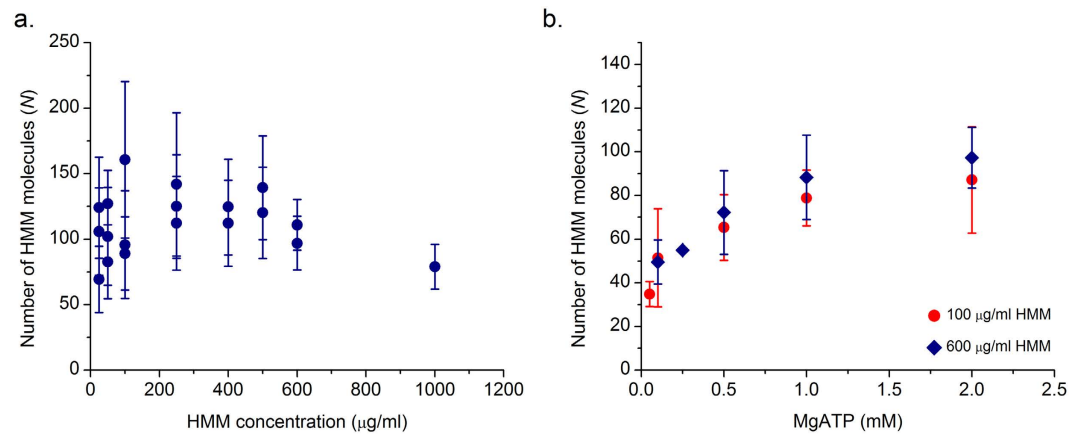 a.
250
200
150
100
50
0
Number of HMM molecules (N)
0 200 400 600 800 1000 1200
HMM concentration (µg/ml)
b.
140
120
100
80
60
40
20
0
Number of HMM molecules (N)
0.0 0.5 1.0 1.5 2.0 2.5
MgATP (mM)
100 µg/ml HMM
600 µg/ml HMM